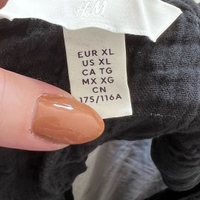 H&M
EUR XL
US XL
CA TG
MX XG
CN
175/116A